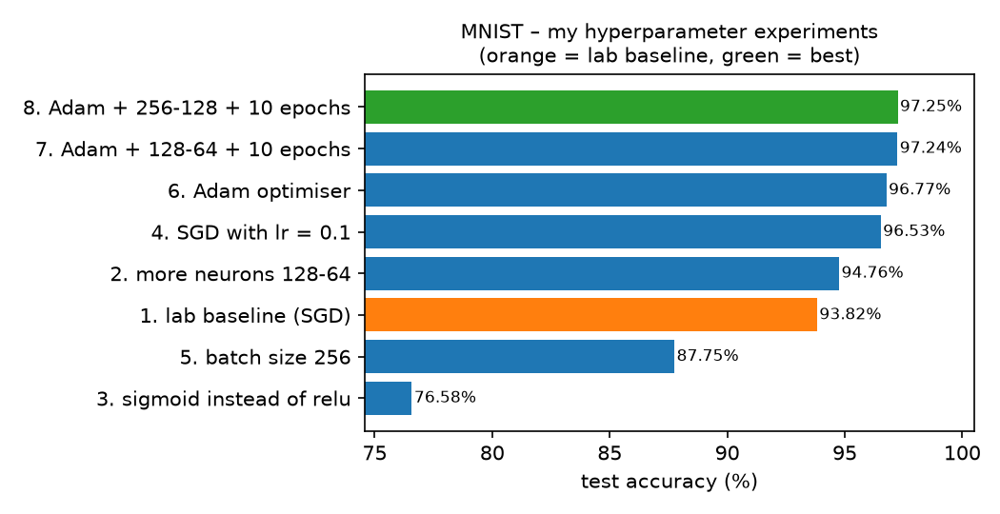 MNIST – my hyperparameter experiments
(orange = lab baseline, green = best)
8. Adam + 256-128 + 10 epochs 97.25%
7. Adam + 128-64 + 10 epochs 97.24%
6. Adam optimiser 96.77%
4. SGD with lr = 0.1 96.53%
2. more neurons 128-64 94.76%
1. lab baseline (SGD) 93.82%
5. batch size 256 87.75%
3. sigmoid instead of relu 76.58%
75 80 85 90 95 100
test accuracy (%)